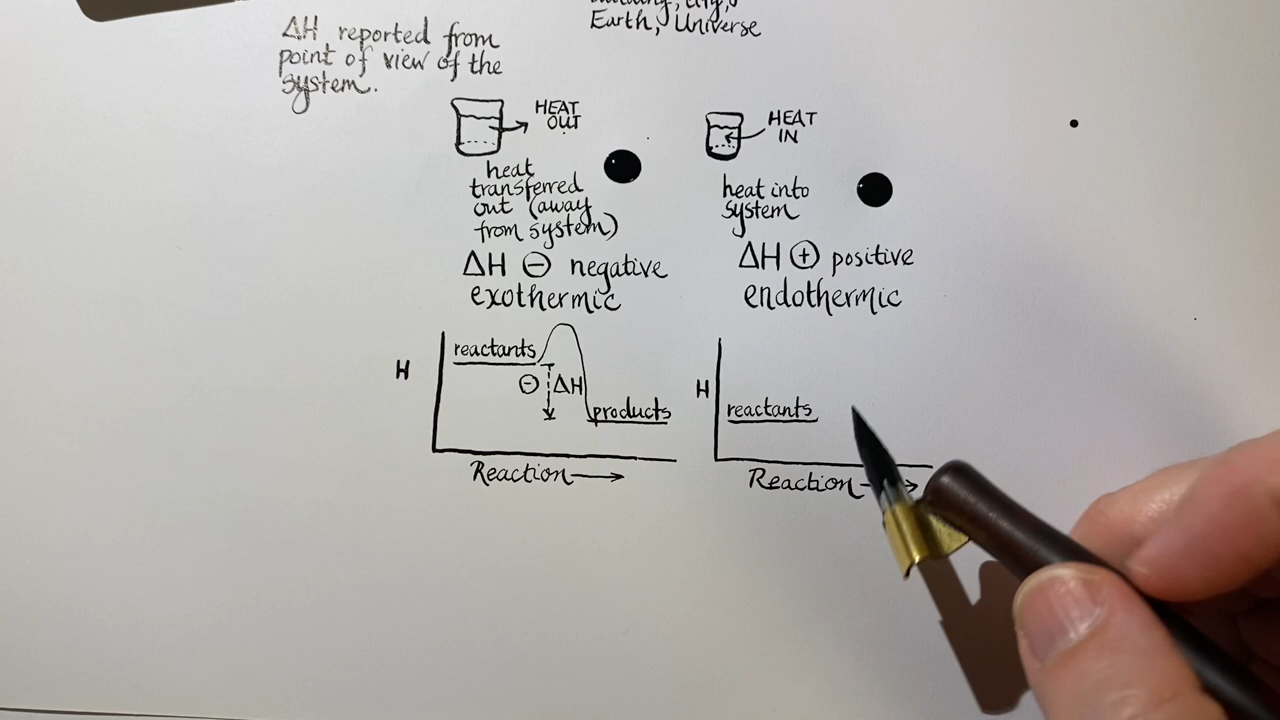 ΔH reported from
point of view of the
system.
Earth, Universe
HEAT
OUT
heat
transferred
out (away
from system)
ΔH ⊖ negative
exothermic
HEAT
IN
heat into
system
ΔH ⊕ positive
endothermic
H
reactants
⊖ ΔH
products
Reaction →
H
reactants
Reaction →